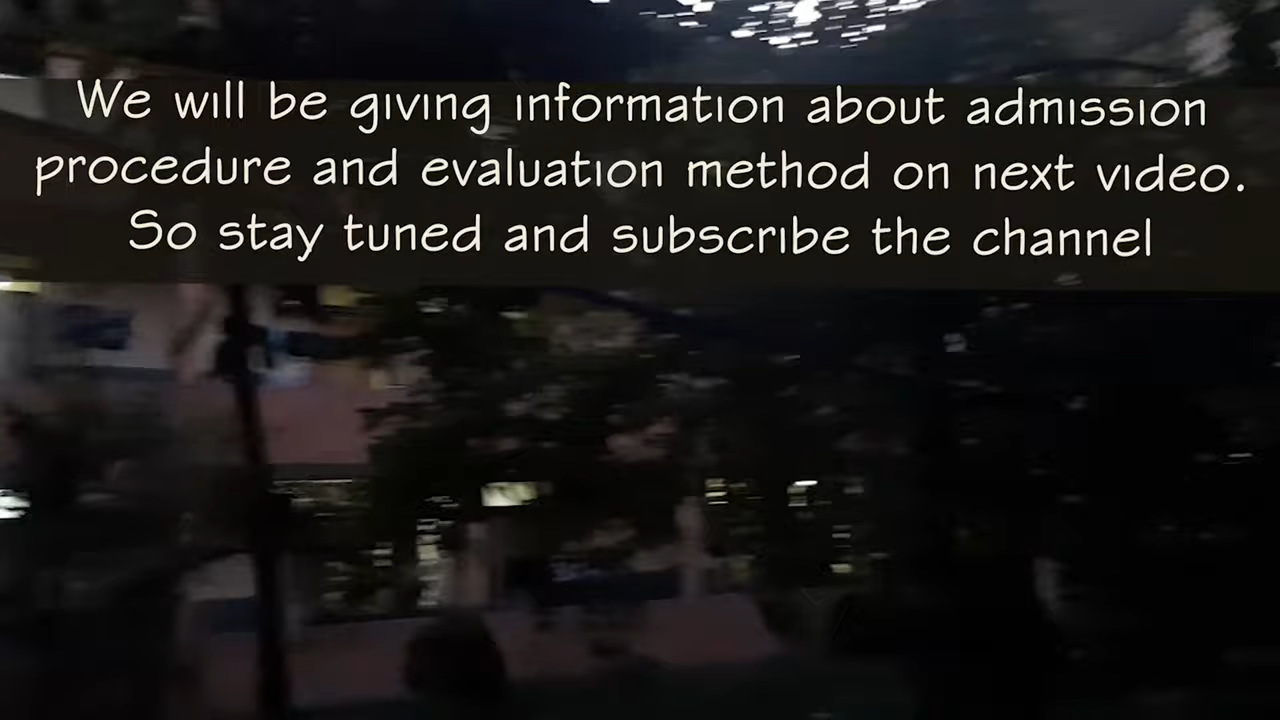 We will be giving information about admission
procedure and evaluation method on next video.
So stay tuned and subscribe the channel